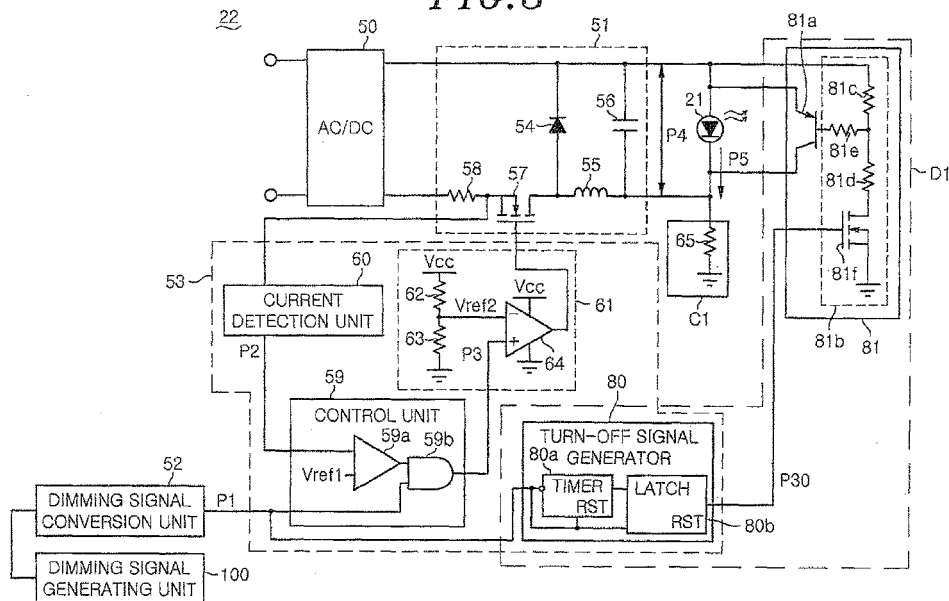 FIG.3
22
50
51
81a
AC/DC
54
56
P4
21
P5
81c
81e
81d
D1
58
57
55
65
C1
81f
81b
81
53
60
CURRENT
DETECTION UNIT
P2
Vcc
62
Vref2
63
Vcc
64
61
P3
59
CONTROL UNIT
59a
59b
Vref1
80
TURN-OFF SIGNAL
GENERATOR
80a
TIMER
RST
LATCH
RST
80b
P30
52
DIMMING SIGNAL
CONVERSION UNIT
P1
DIMMING SIGNAL
GENERATING UNIT
100